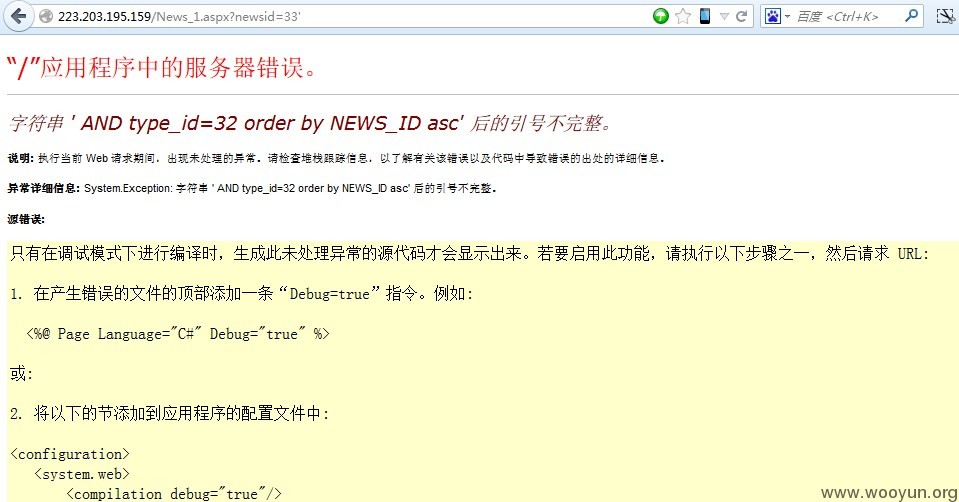 223.203.195.159/News_1.aspx?newsid=33'
百度 <Ctrl+K>
“/”应用程序中的服务器错误。
字符串 ' AND type_id=32 order by NEWS_ID asc' 后的引号不完整。
说明: 执行当前 Web 请求期间，出现未处理的异常。请检查堆栈跟踪信息，以了解有关该错误以及代码中导致错误的出处的详细信息。
异常详细信息: System.Exception: 字符串 ' AND type_id=32 order by NEWS_ID asc' 后的引号不完整。
源错误:
只有在调试模式下进行编译时，生成此未处理异常的源代码才会显示出来。若要启用此功能，请执行以下步骤之一，然后请求 URL:
1. 在产生错误的文件的顶部添加一条“Debug=true”指令。例如:
<%@ Page Language="C#" Debug="true" %>
或:
2. 将以下的节添加到应用程序的配置文件中:
<configuration>
<system.web>
<compilation debug="true"/>
www.wooyun.org